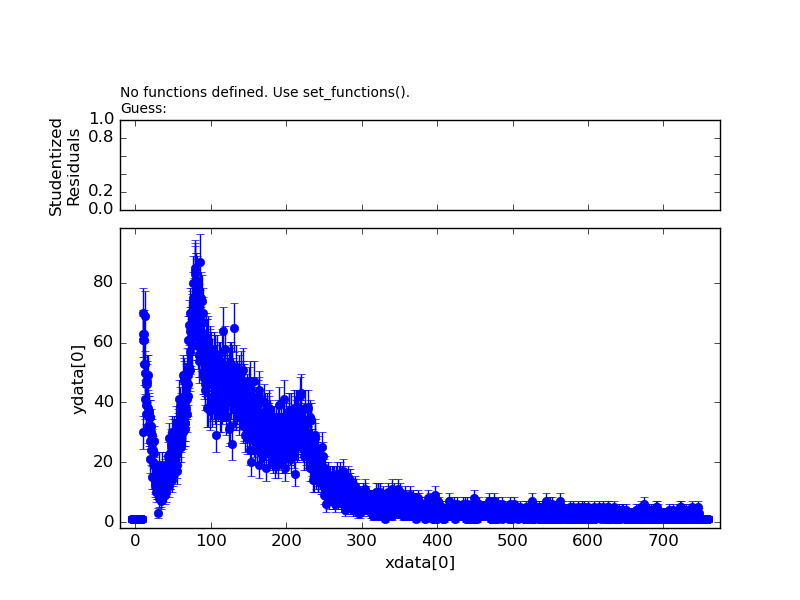 No functions defined. Use set_functions().
Guess:
Studentized
Residuals
1.0
0.8
0.2
0.0
ydata[0]
80
60
40
20
0
0 100 200 300 400 500 600 700
xdata[0]